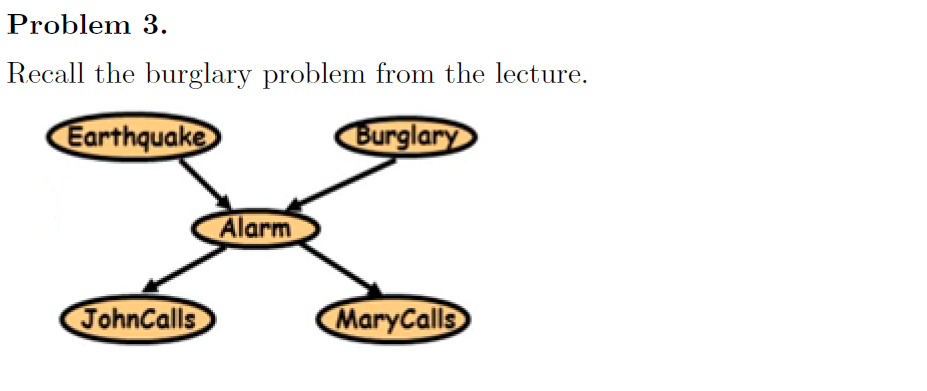 Problem 3.
Recall the burglary problem from the lecture.
Earthquake Burglary
Alarm
JohnCalls MaryCalls